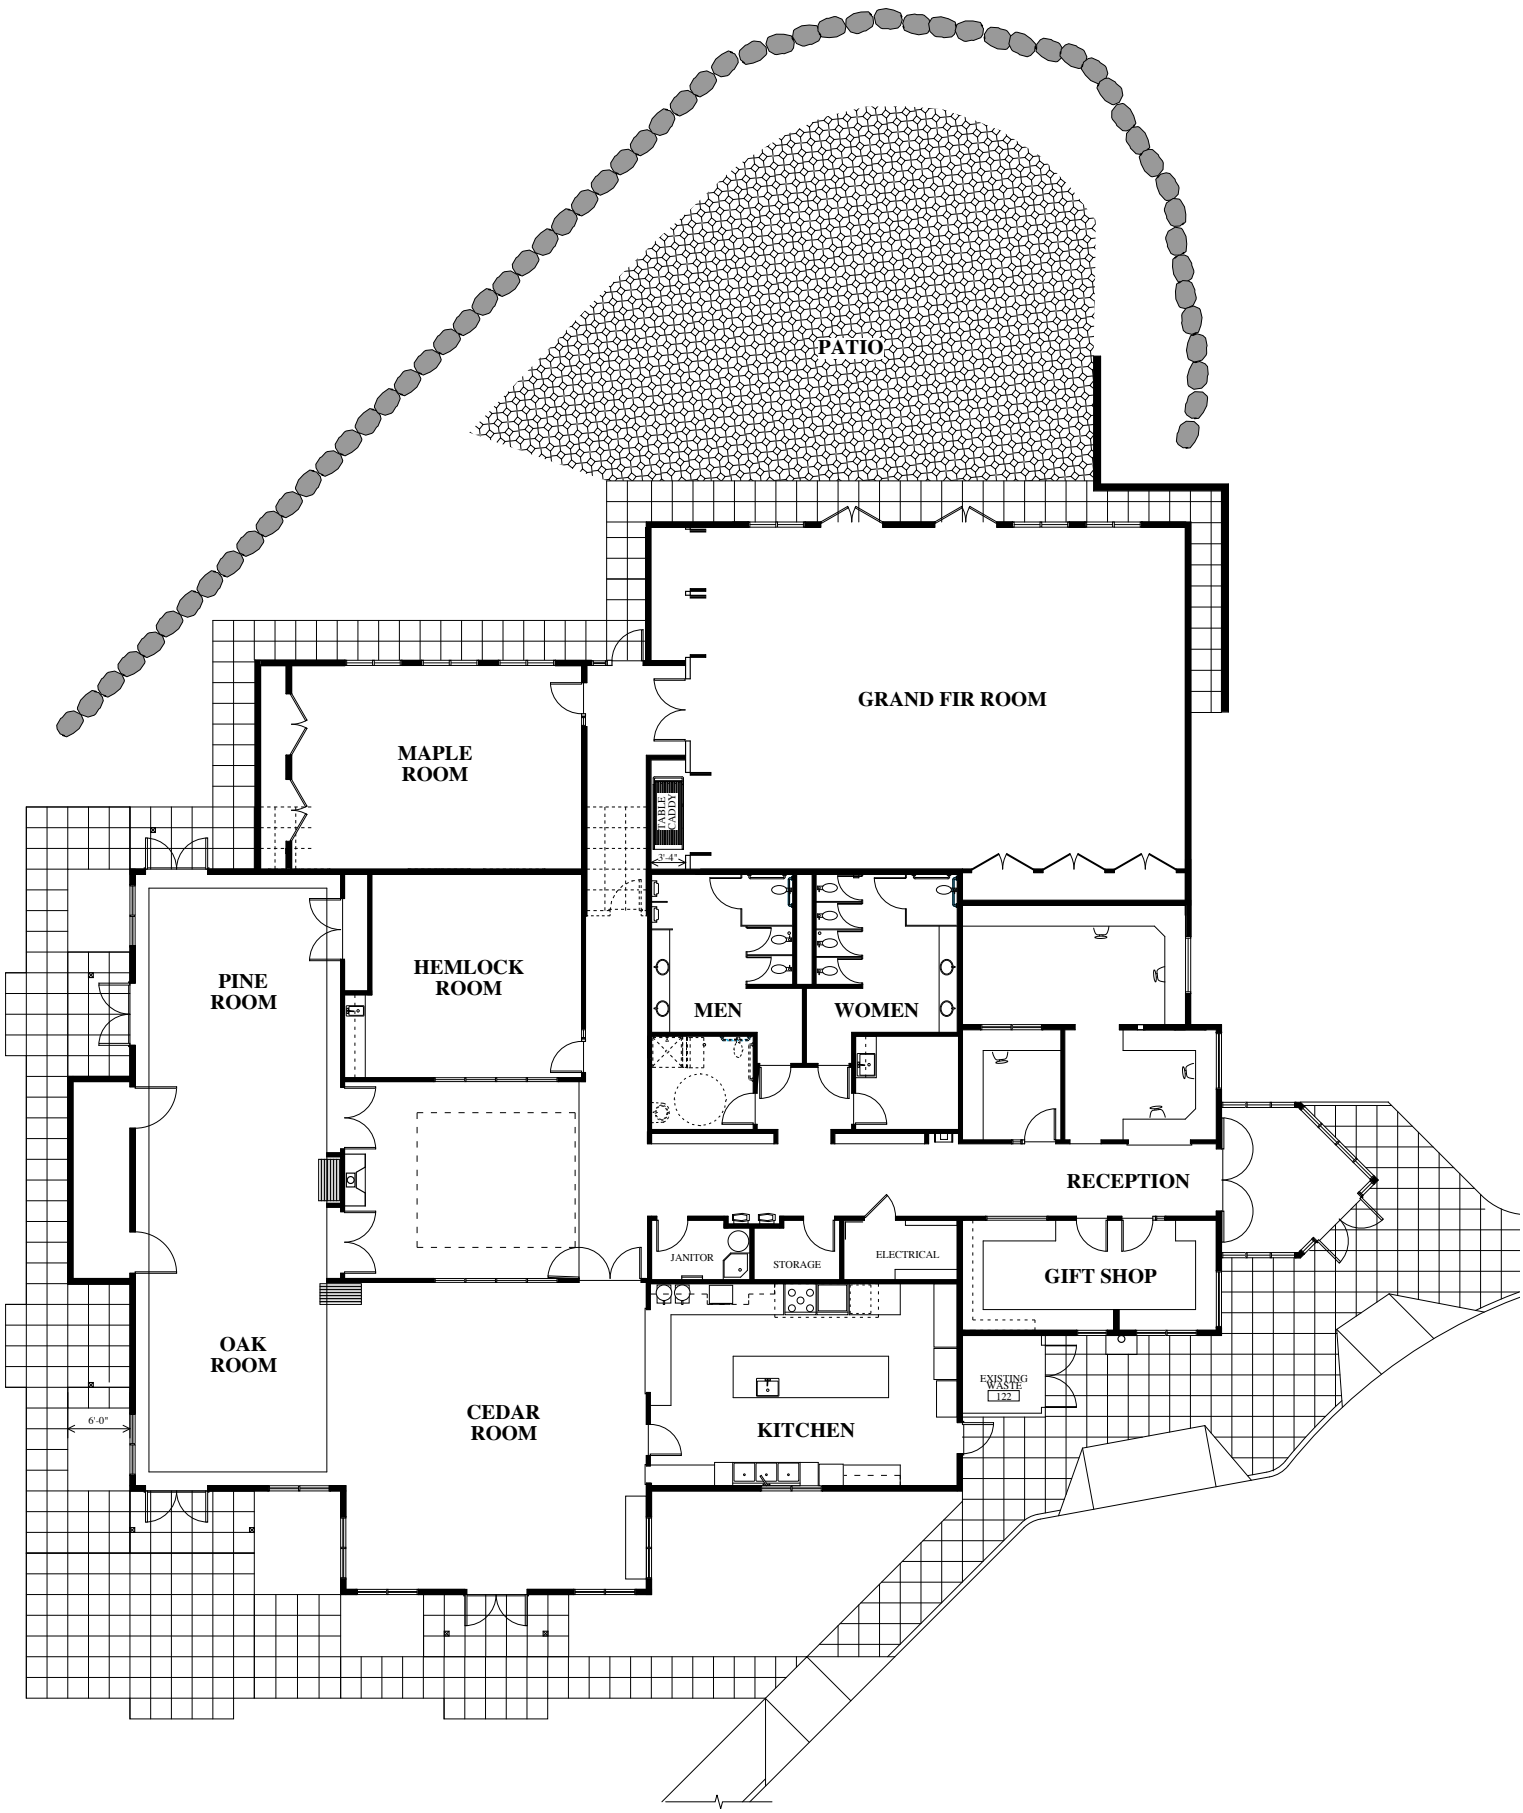 PATIO
GRAND FIR ROOM
MAPLE
ROOM
TABLE
CADDY
3'-4"
PINE
ROOM
HEMLOCK
ROOM
MEN
WOMEN
RECEPTION
JANITOR
STORAGE
ELECTRICAL
GIFT SHOP
OAK
ROOM
EXISTING
WASTE
122
CEDAR
ROOM
6'-0"
KITCHEN